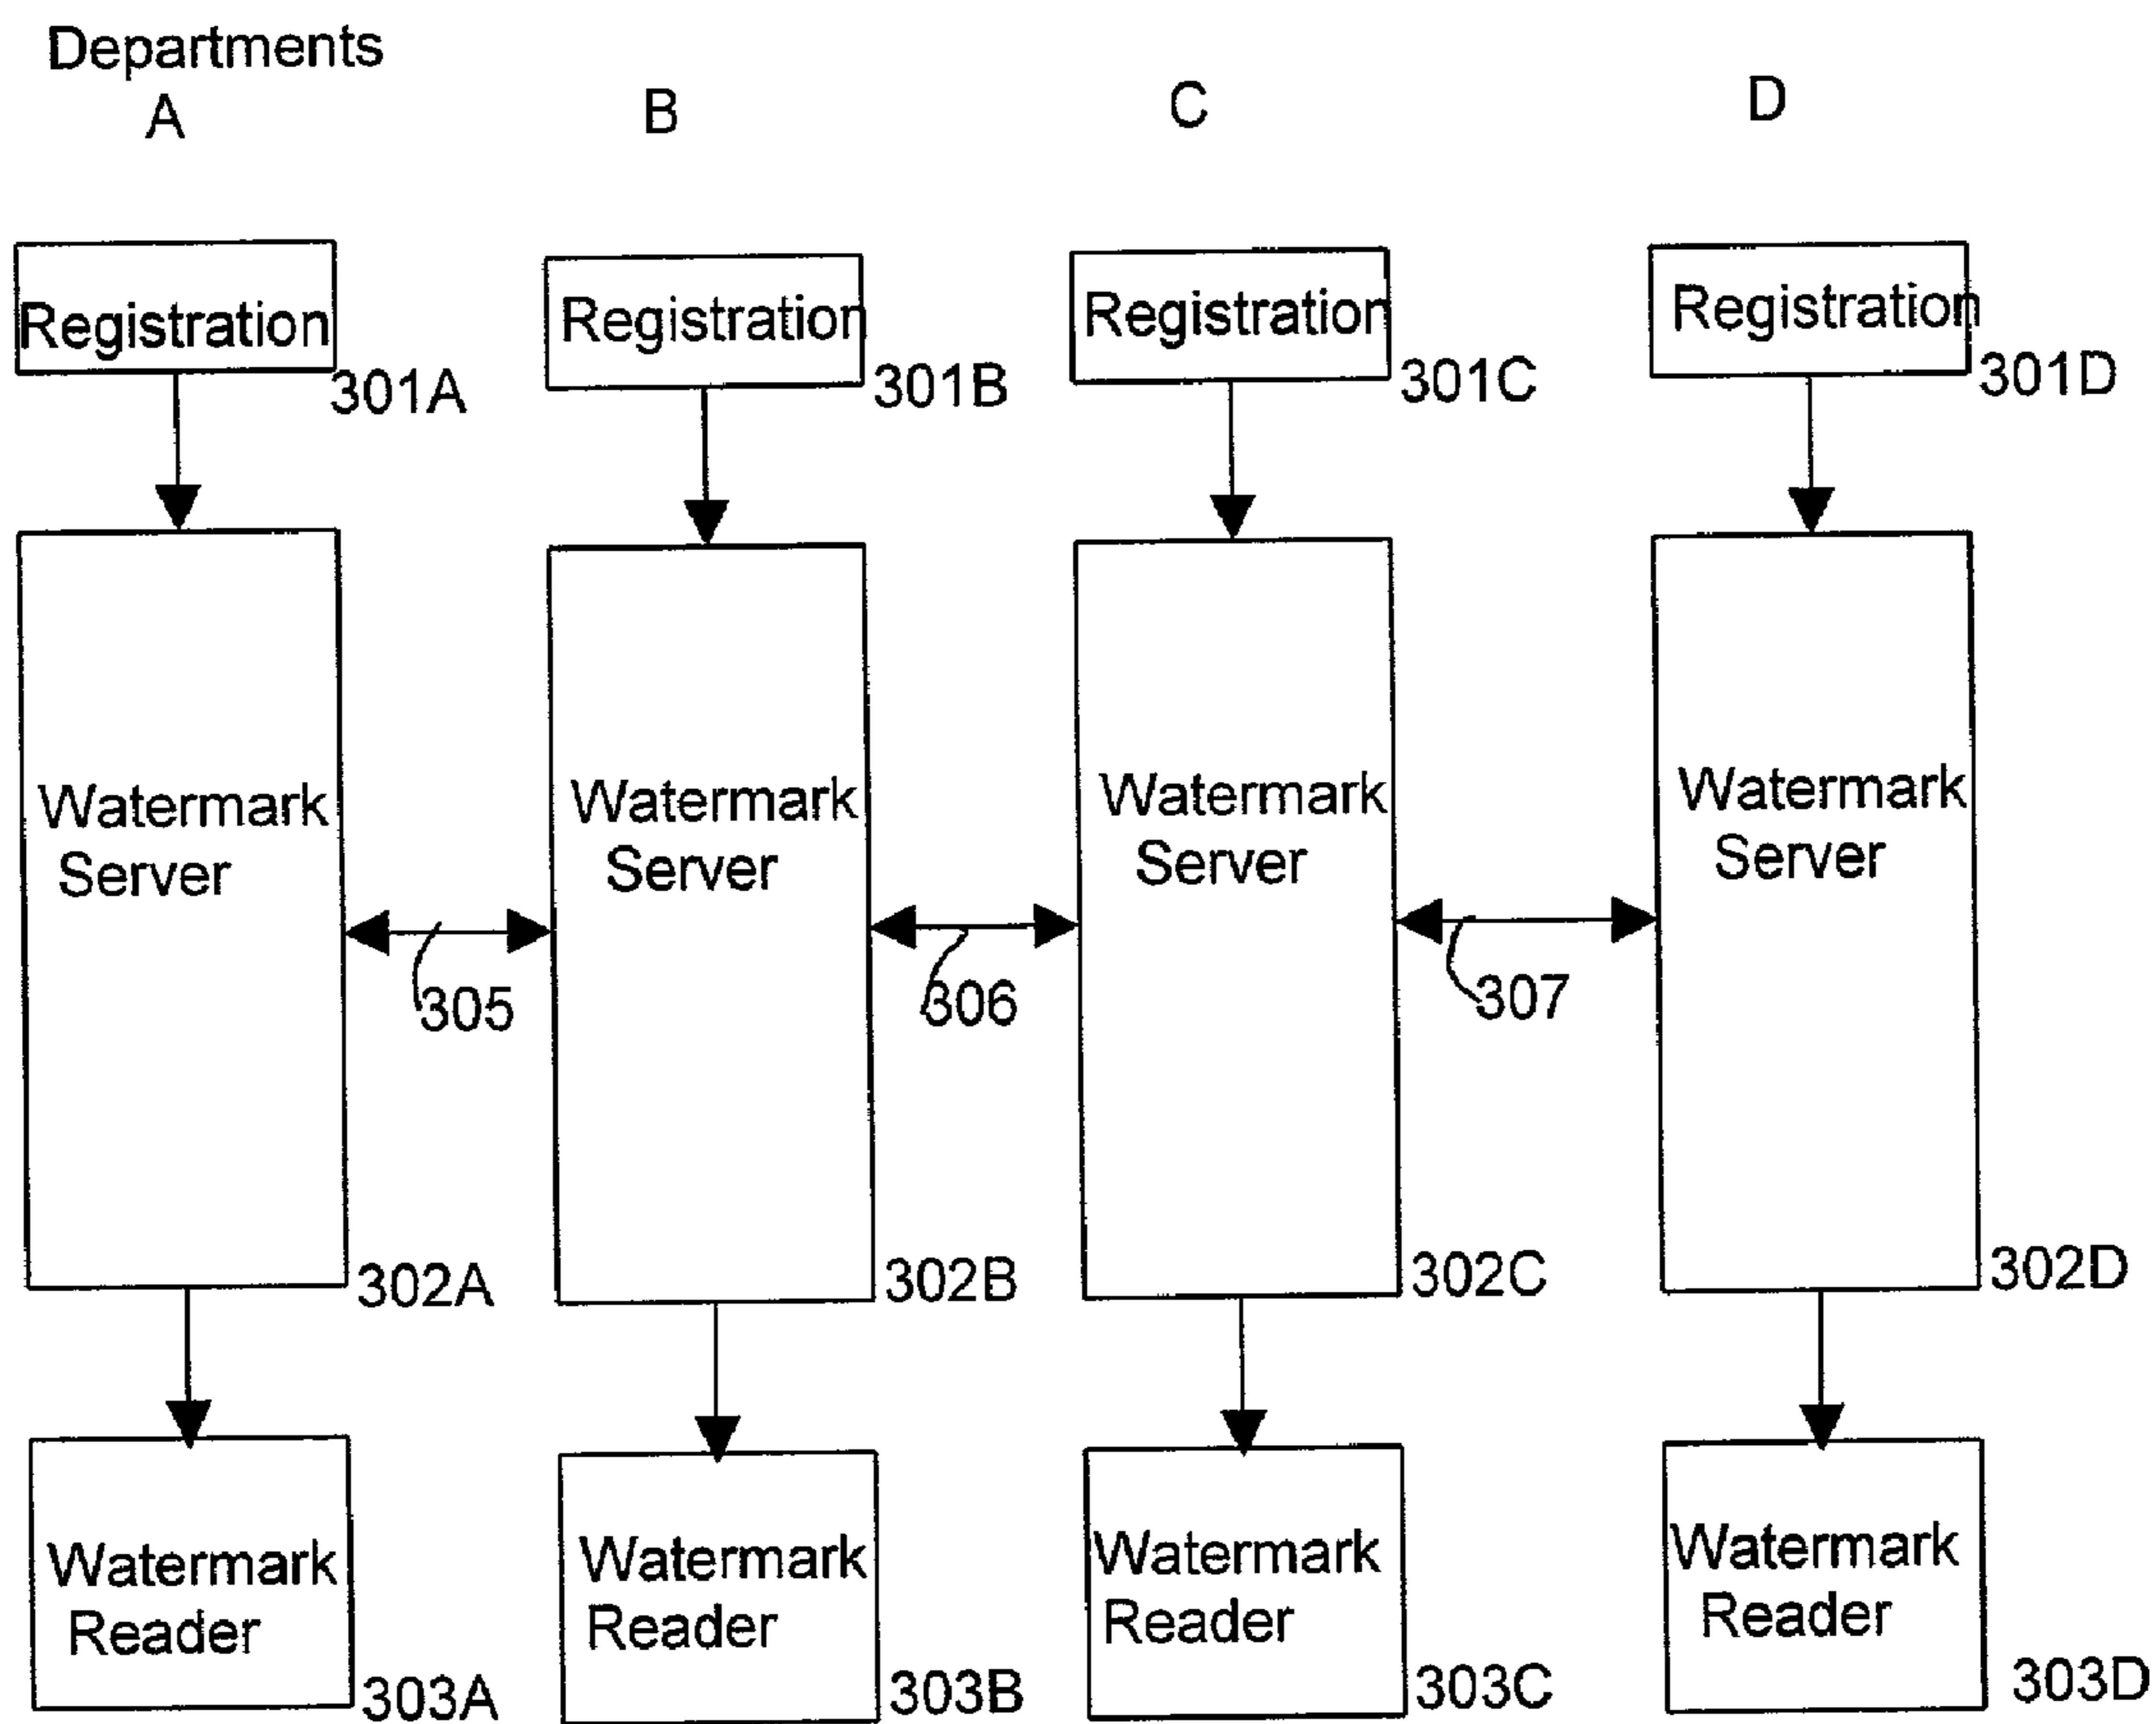 Departments
A
B
C
D
Registration
301A
Registration
301B
Registration
301C
Registration
301D
Watermark
Server
302A
Watermark
Server
302B
Watermark
Server
302C
Watermark
Server
302D
305
306
307
Watermark
Reader
303A
Watermark
Reader
303B
Watermark
Reader
303C
Watermark
Reader
303D